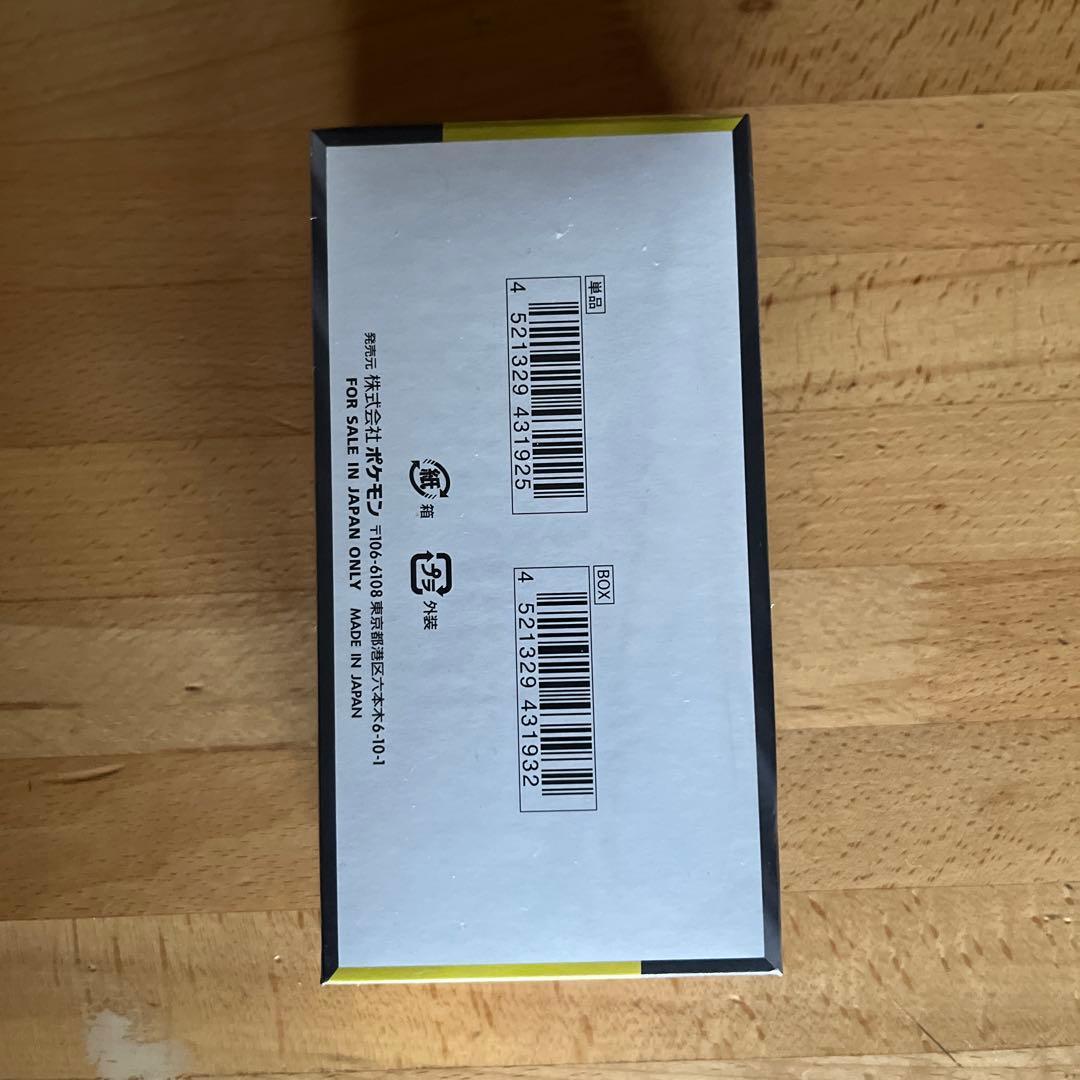 単品
4 521329 431925
BOX
4 521329 431932
紙 箱
プラ 外装
発売元 株式会社ポケモン 〒106-6108 東京都港区六本木6-10-1
FOR SALE IN JAPAN ONLY MADE IN JAPAN